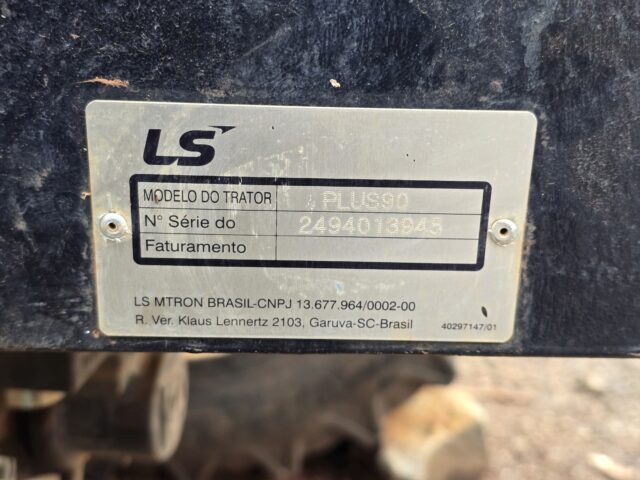 LS
MODELO DO TRATOR PLUS90
N° Série do 2494013945
Faturamento
LS MTRON BRASIL-CNPJ 13.677.964/0002-00
R. Ver. Klaus Lennertz 2103, Garuva-SC-Brasil 40297147/01